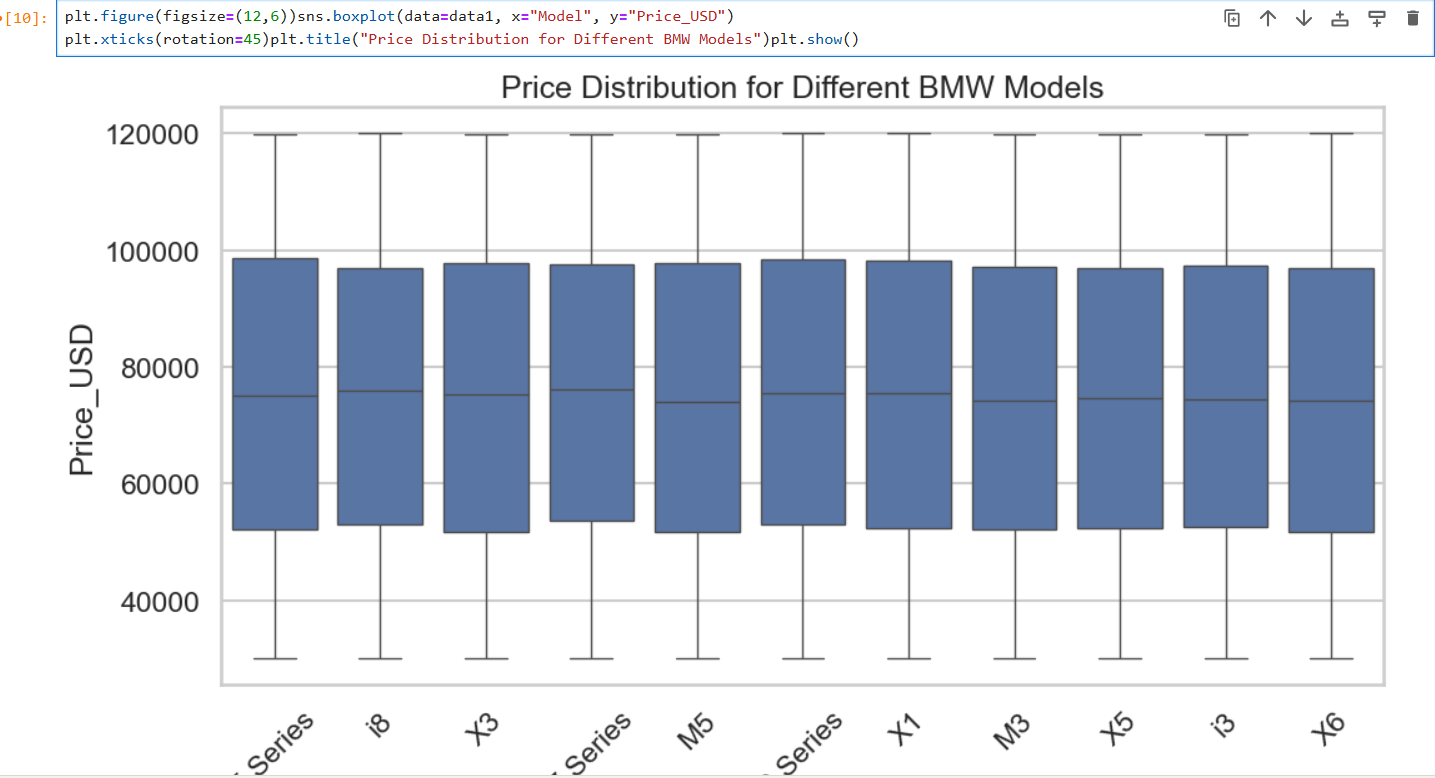 [10]:
plt.figure(figsize=(12,6))sns.boxplot(data=data1, x="Model", y="Price_USD")
plt.xticks(rotation=45)plt.title("Price Distribution for Different BMW Models")plt.show()
Price Distribution for Different BMW Models
120000
100000
80000
60000
40000
Price_USD
Series
i8
X3
Series
M5
Series
X1
M3
X5
i3
X6